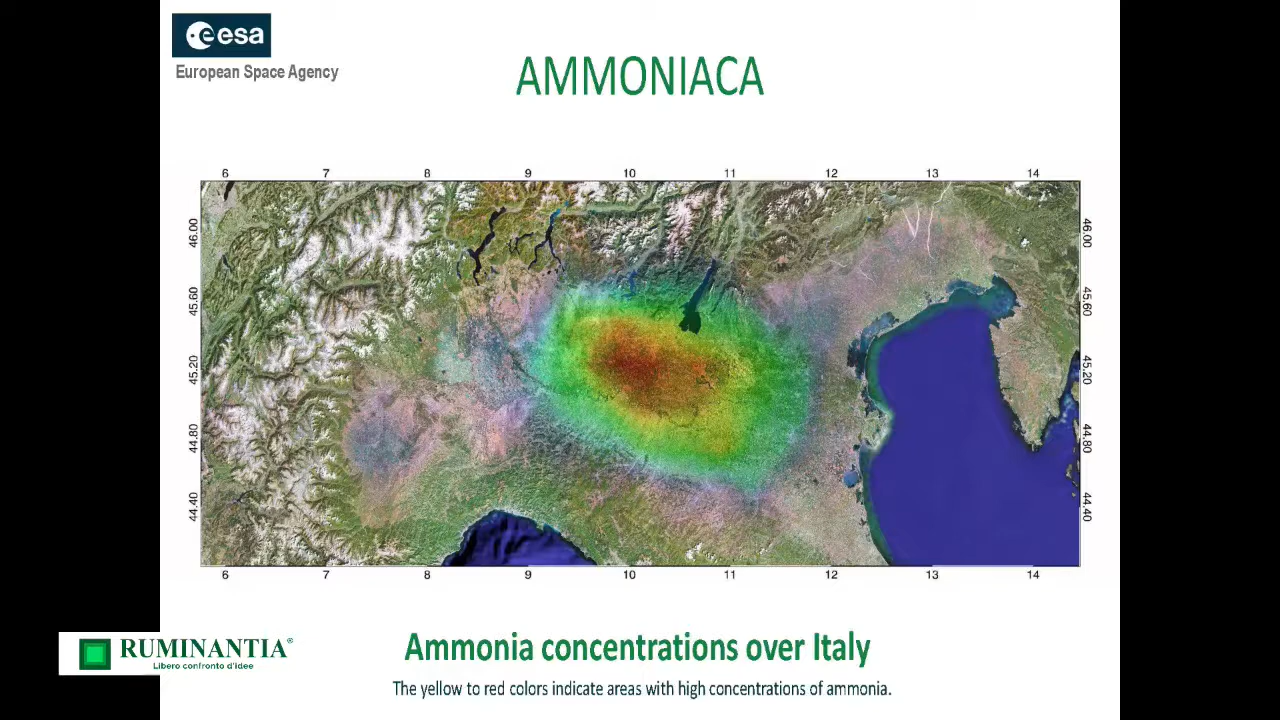 esa
European Space Agency
AMMONIACA
6 7 8 9 10 11 12 13 14
46.00 46.00
45.60 45.60
45.20 45.20
44.80 44.80
44.40 44.40
6 7 8 9 10 11 12 13 14
RUMINANTIA®
Libero confronto d'idee
Ammonia concentrations over Italy
The yellow to red colors indicate areas with high concentrations of ammonia.